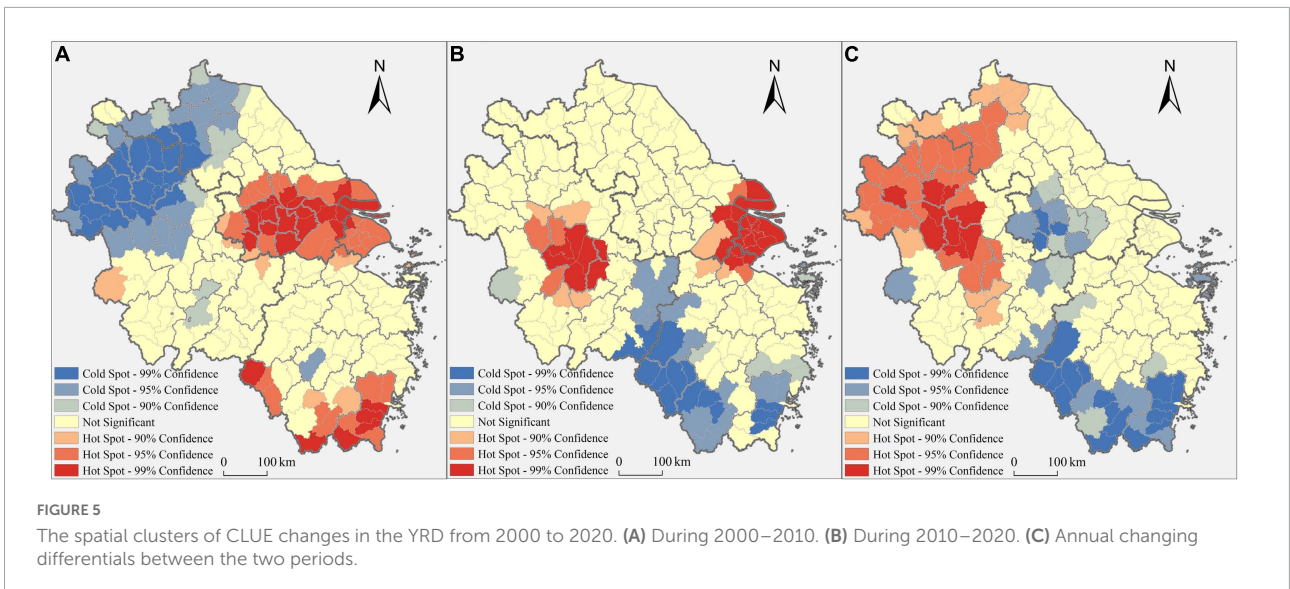 A
N
Cold Spot - 99% Confidence
Cold Spot - 95% Confidence
Cold Spot - 90% Confidence
Not Significant
Hot Spot - 90% Confidence
Hot Spot - 95% Confidence
Hot Spot - 99% Confidence
0 100 km
B
N
Cold Spot - 99% Confidence
Cold Spot - 95% Confidence
Cold Spot - 90% Confidence
Not Significant
Hot Spot - 90% Confidence
Hot Spot - 95% Confidence
Hot Spot - 99% Confidence
0 100 km
C
N
Cold Spot - 99% Confidence
Cold Spot - 95% Confidence
Cold Spot - 90% Confidence
Not Significant
Hot Spot - 90% Confidence
Hot Spot - 95% Confidence
Hot Spot - 99% Confidence
0 100 km
FIGURE 5
The spatial clusters of CLUE changes in the YRD from 2000 to 2020. (A) During 2000–2010. (B) During 2010–2020. (C) Annual changing
differentials between the two periods.